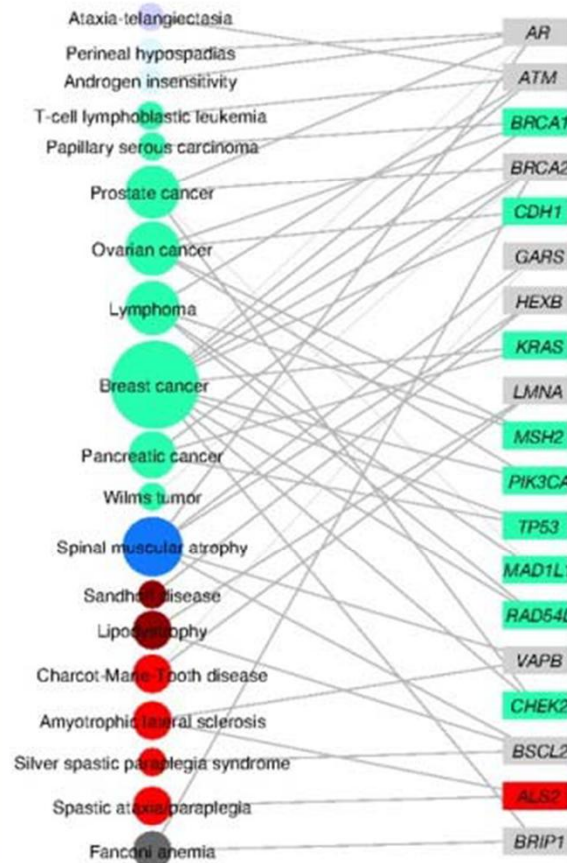 Ataxia-telangiectasia
Perineal hypospadias
Androgen insensitivity
T-cell lymphoblastic leukemia
Papillary serous carcinoma
Prostate cancer
Ovarian cancer
Lymphoma
Breast cancer
Pancreatic cancer
Wilms tumor
Spinal muscular atrophy
Sandhoff disease
Lipodystrophy
Charcot-Marie-Tooth disease
Amyotrophic lateral sclerosis
Silver spastic paraplegia syndrome
Spastic ataxia/paraplegia
Fanconi anemia
AR
ATM
BRCA1
BRCA2
CDH1
GARS
HEXB
KRAS
LMNA
MSH2
PIK3CA
TP53
MAD1L1
RAD54L
VAPB
CHEK2
BSCL2
ALS2
BRIP1